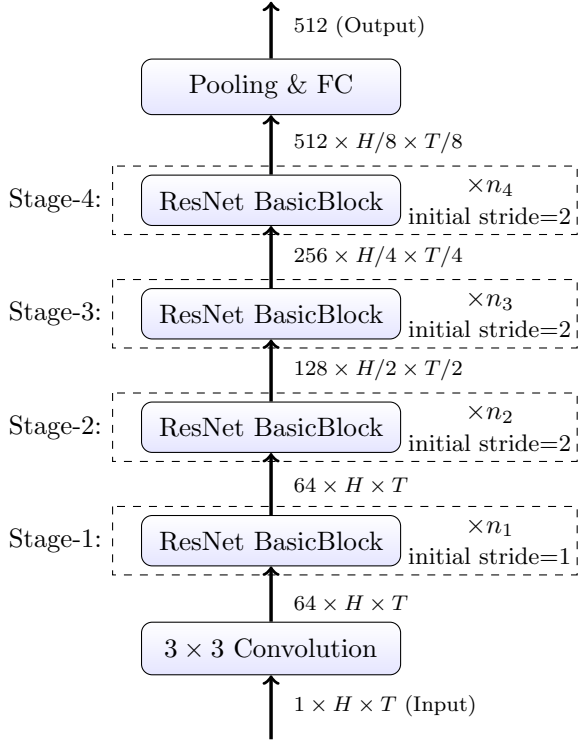 512 (Output)
Pooling & FC
512 × H/8 × T/8
Stage-4:
ResNet BasicBlock
×n₄
initial stride=2
256 × H/4 × T/4
Stage-3:
ResNet BasicBlock
×n₃
initial stride=2
128 × H/2 × T/2
Stage-2:
ResNet BasicBlock
×n₂
initial stride=2
64 × H × T
Stage-1:
ResNet BasicBlock
×n₁
initial stride=1
64 × H × T
3 × 3 Convolution
1 × H × T (Input)